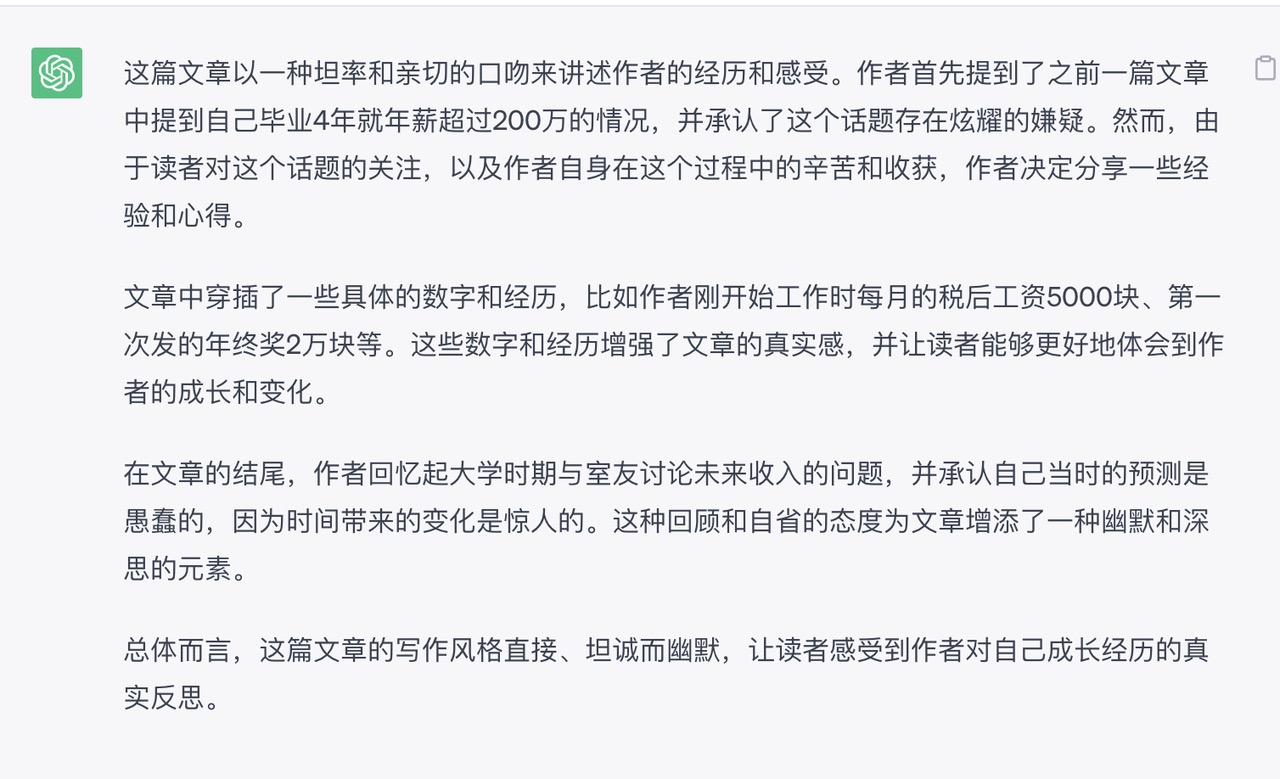 这篇文章以一种坦率和亲切的口吻来讲述作者的经历和感受。作者首先提到了之前一篇文章
中提到自己毕业4年就年薪超过200万的情况，并承认了这个话题存在炫耀的嫌疑。然而，由
于读者对这个话题的关注，以及作者自身在这个过程中的辛苦和收获，作者决定分享一些经
验和心得。
文章中穿插了一些具体的数字和经历，比如作者刚开始工作时每月的税后工资5000块、第一
次发的年终奖2万块等。这些数字和经历增强了文章的真实感，并让读者能够更好地体会到作
者的成长和变化。
在文章的结尾，作者回忆起大学时期与室友讨论未来收入的问题，并承认自己当时的预测是
愚蠢的，因为时间带来的变化是惊人的。这种回顾和自省的态度为文章增添了一种幽默和深
思的元素。
总体而言，这篇文章的写作风格直接、坦诚而幽默，让读者感受到作者对自己成长经历的真
实反思。